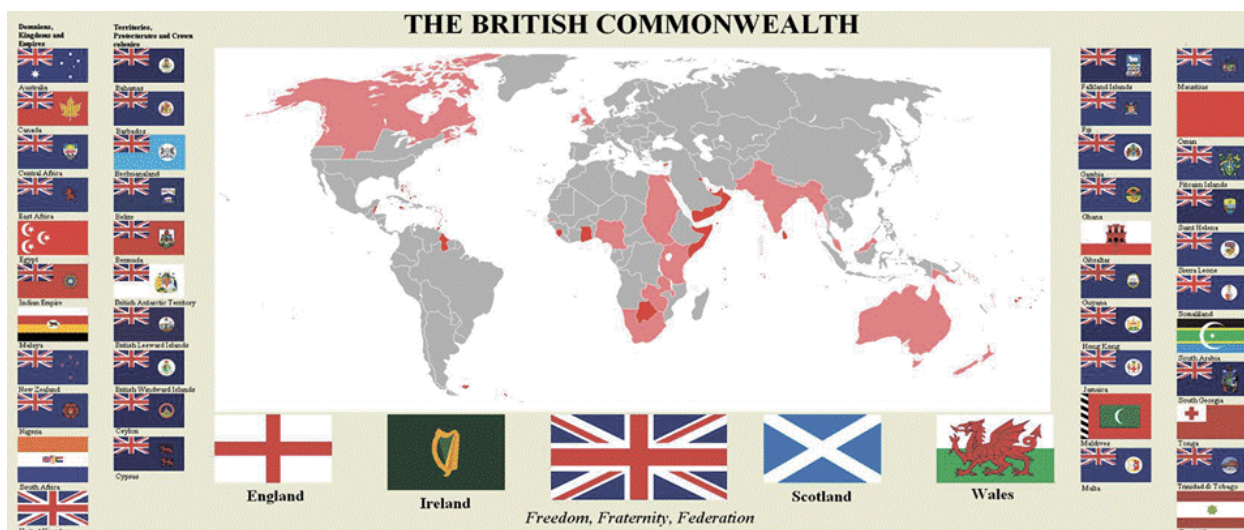 THE BRITISH COMMONWEALTH
Dominions,
Kingdoms and
Empires
Australia
Canada
Central Africa
East Africa
Egypt
Indian Empire
Malaya
New Zealand
Nigeria
South Africa
Territories,
Protectorates and Crown
colonies
Bahamas
Barbados
Bechuanaland
Belize
Bermuda
British Antarctic Territory
British Leeward Islands
British Windward Islands
Ceylon
Cyprus
England
Ireland
Scotland
Wales
Freedom, Fraternity, Federation
Falkland Islands
Fiji
Gambia
Ghana
Gibraltar
Guyana
Hong Kong
Jamaica
Maldives
Malta
Mauritius
Oman
Pitcairn Islands
Saint Helena
Sierra Leone
Somaliland
South Arabia
South Georgia
Tonga
Trinidad & Tobago